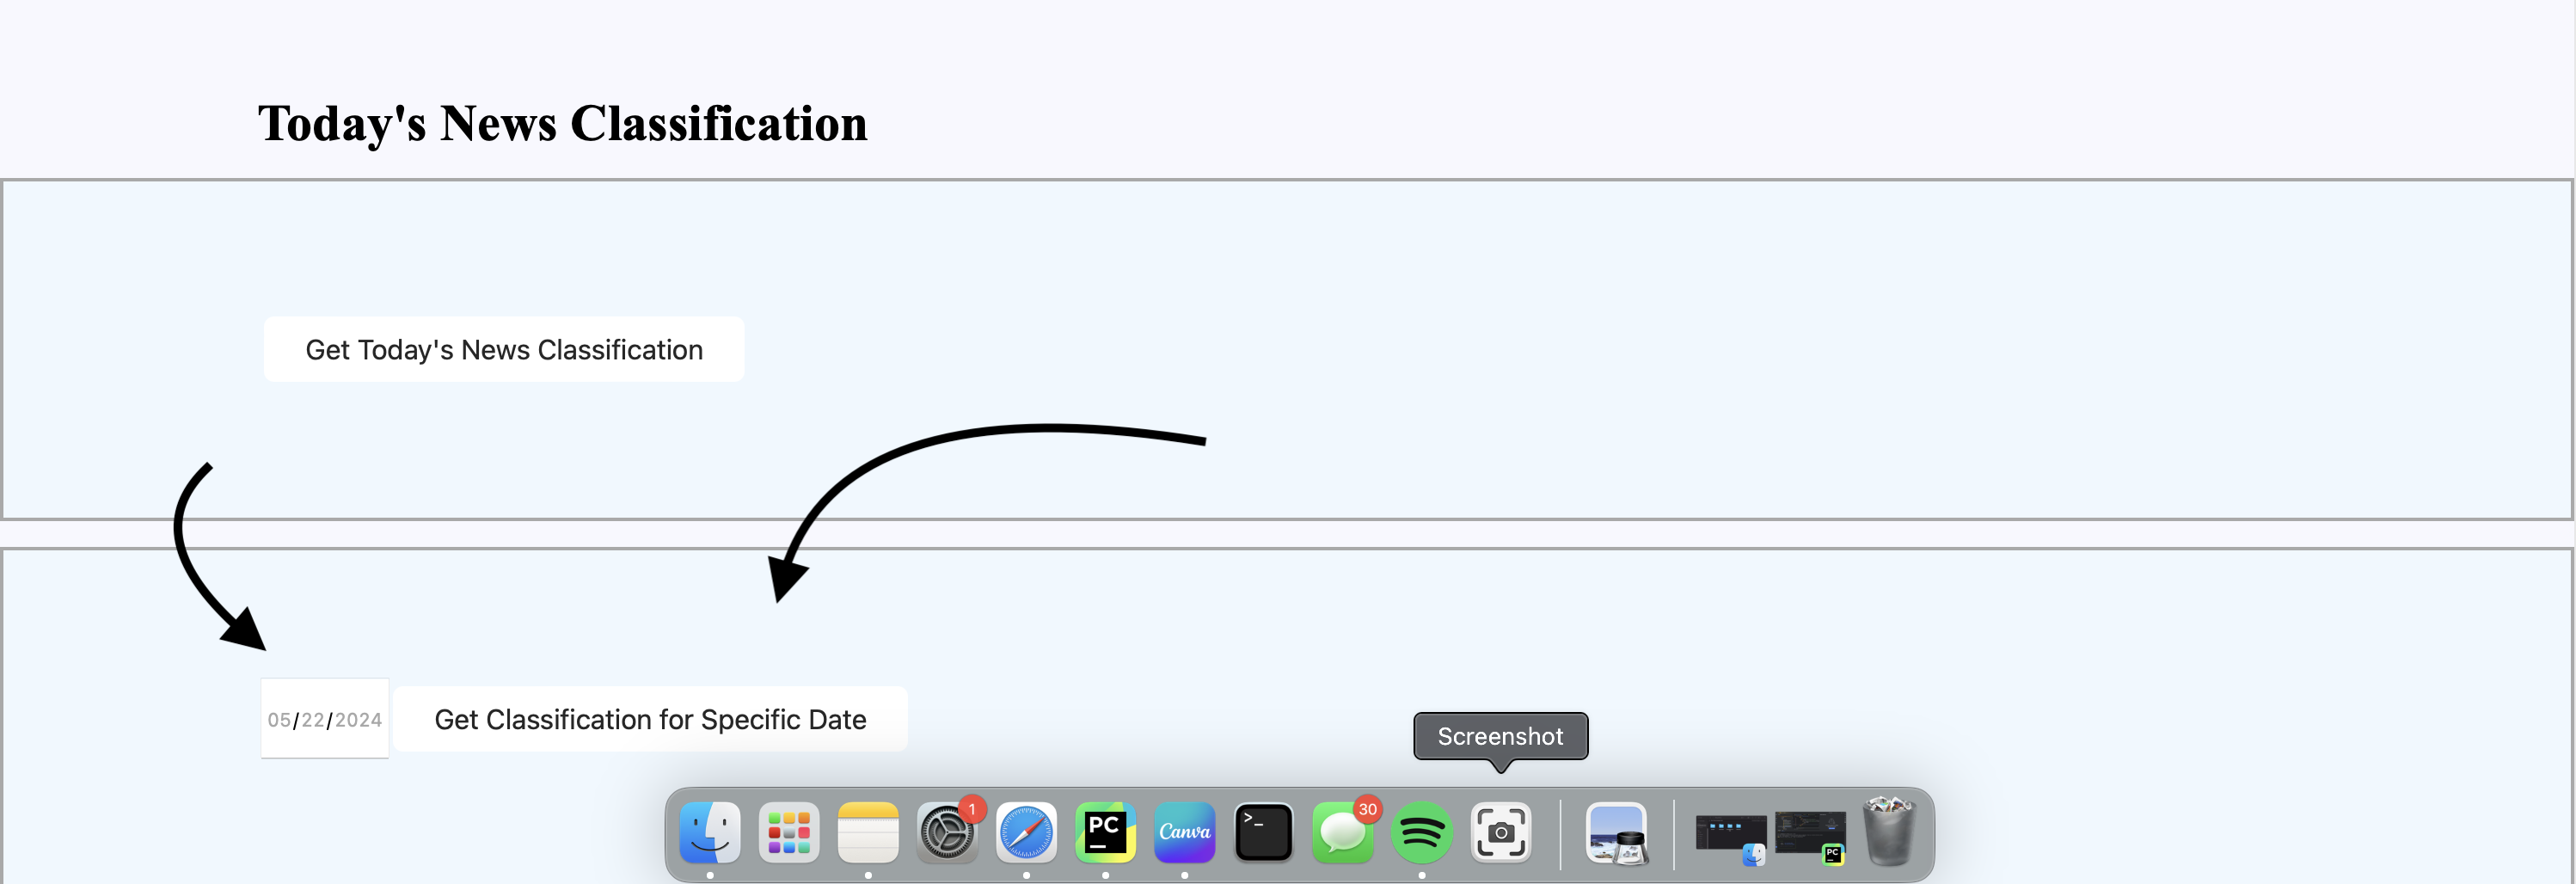 Today's News Classification
Get Today's News Classification
05/22/2024
Get Classification for Specific Date
Screenshot
1
PC
Canva
>_
30
PC